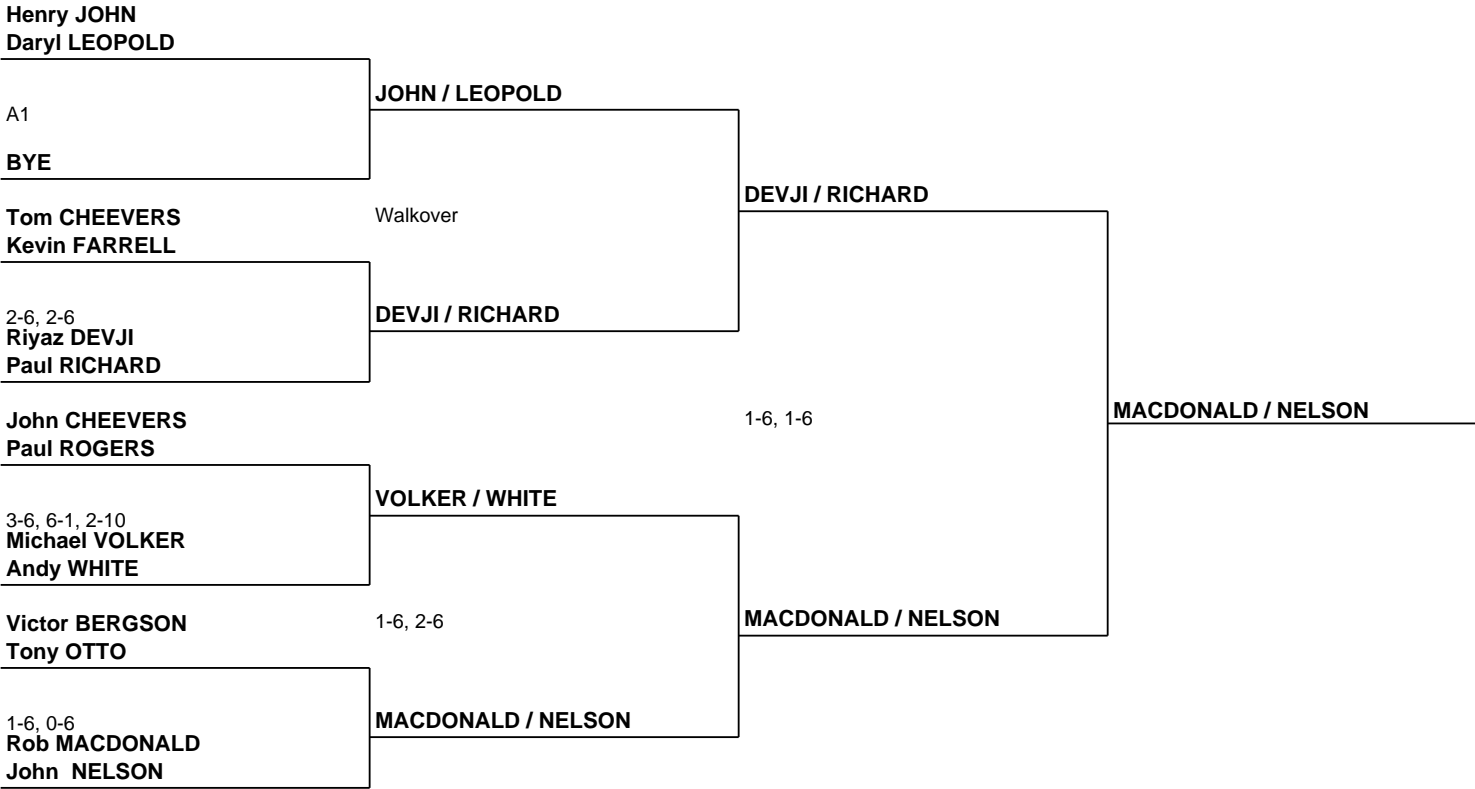 Henry JOHN
Daryl LEOPOLD
A1
BYE
Tom CHEEVERS
Kevin FARRELL
2-6, 2-6
Riyaz DEVJI
Paul RICHARD
John CHEEVERS
Paul ROGERS
3-6, 6-1, 2-10
Michael VOLKER
Andy WHITE
Victor BERGSON
Tony OTTO
1-6, 0-6
Rob MACDONALD
John  NELSON
JOHN / LEOPOLD
Walkover
DEVJI / RICHARD
VOLKER / WHITE
1-6, 2-6
MACDONALD / NELSON
DEVJI / RICHARD
1-6, 1-6
MACDONALD / NELSON
MACDONALD / NELSON